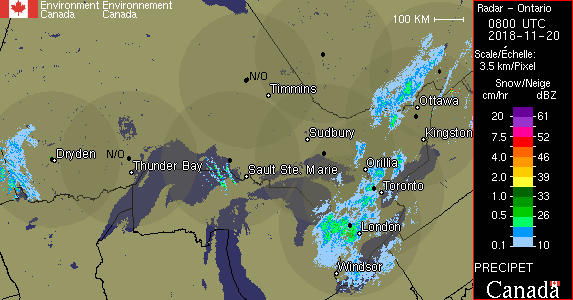 Environment Environnement
Canada Canada
100 KM
N/O
Timmins
Ottawa
Sudbury
Kingston
Dryden
N/O
Thunder Bay
Sault Ste. Marie
Orillia
Toronto
London
Windsor
Radar - Ontario
0800 UTC
2018-11-20
Scale/Échelle:
3.5 km/Pixel
Snow/Neige
cm/hr dBZ
20 61
7.5 52
4.0 46
2.0 39
1.0 33
0.5 26
0.1 10
PRECIPET
Canada